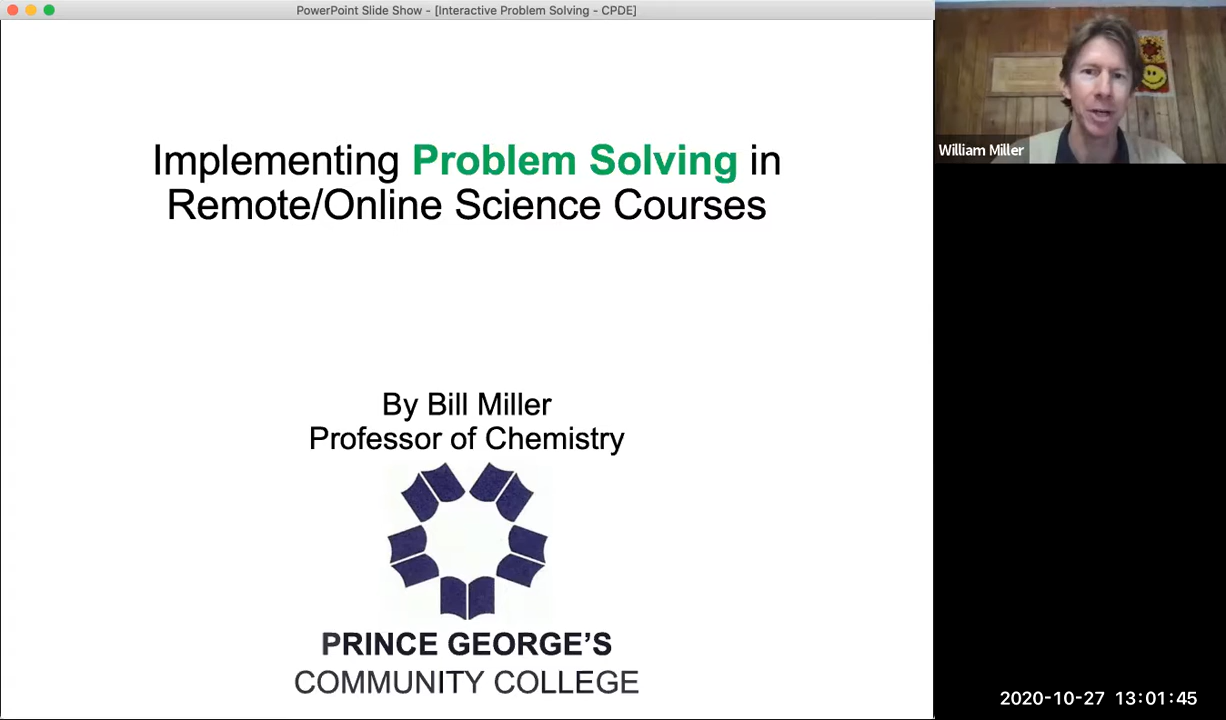 PowerPoint Slide Show - [Interactive Problem Solving - CPDE]
Implementing Problem Solving in
Remote/Online Science Courses
By Bill Miller
Professor of Chemistry
PRINCE GEORGE'S
COMMUNITY COLLEGE
William Miller
2020-10-27 13:01:45